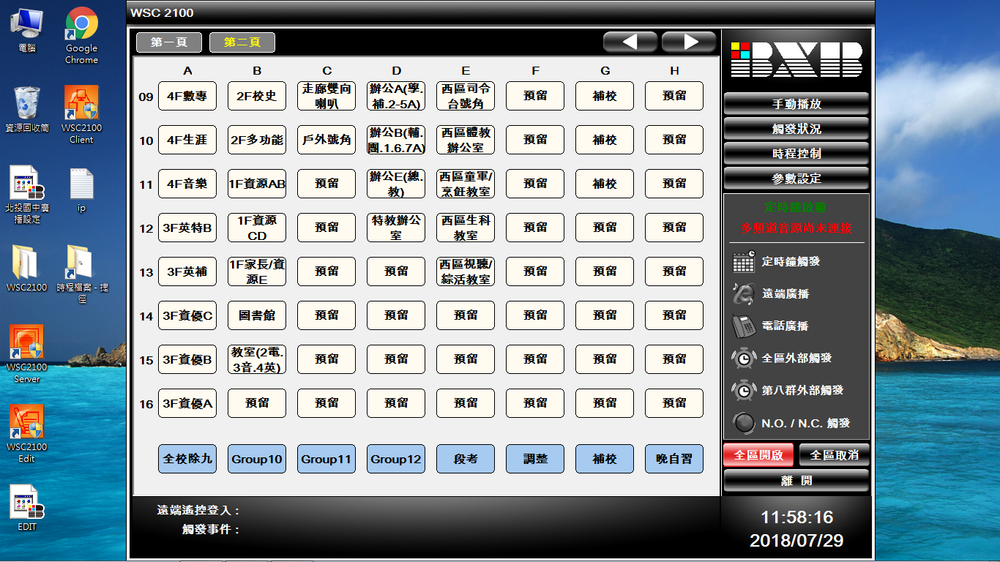 電腦
Google
Chrome
資源回收筒
WSC2100
Client
北投國中廣
播設定
ip
WSC2100
時程檔案 - 捷
徑
WSC2100
Server
WSC2100
Edit
EDIT
WSC 2100
第一頁 第二頁
A B C D E F G H
09 4F數專 2F校史 走廊雙向
喇叭 辦公A(學.
補.2-5A) 西區司令
台號角 預留 補校 預留
10 4F生涯 2F多功能 戶外號角 辦公B(輔.
團.1.6.7A) 西區體教
辦公室 預留 補校 預留
11 4F音樂 1F資源AB 預留 辦公E(總.
教) 西區童軍/
烹飪教室 預留 補校 預留
12 3F英特B 1F資源
CD 預留 特教辦公
室 西區生科
教室 預留 預留 預留
13 3F英補 1F家長/資
源E 預留 預留 西區視聽/
綜活教室 預留 預留 預留
14 3F資優C 圖書館 預留 預留 預留 預留 預留 預留
15 3F資優B 教室(2電.
3音.4英) 預留 預留 預留 預留 預留 預留
16 3F資優A 預留 預留 預留 預留 預留 預留 預留
全校除九 Group10 Group11 Group12 段考 調整 補校 晚自習
遠端遙控登入 :
觸發事件 :
BXB
手動播放
觸發狀況
時程控制
參數設定
定時鐘啟動
多頻道音源尚未連接
定時鐘觸發
遠端廣播
電話廣播
全區外部觸發
第八群外部觸發
N.O. / N.C. 觸發
全區開啟 全區取消
離 開
11:58:16
2018/07/29